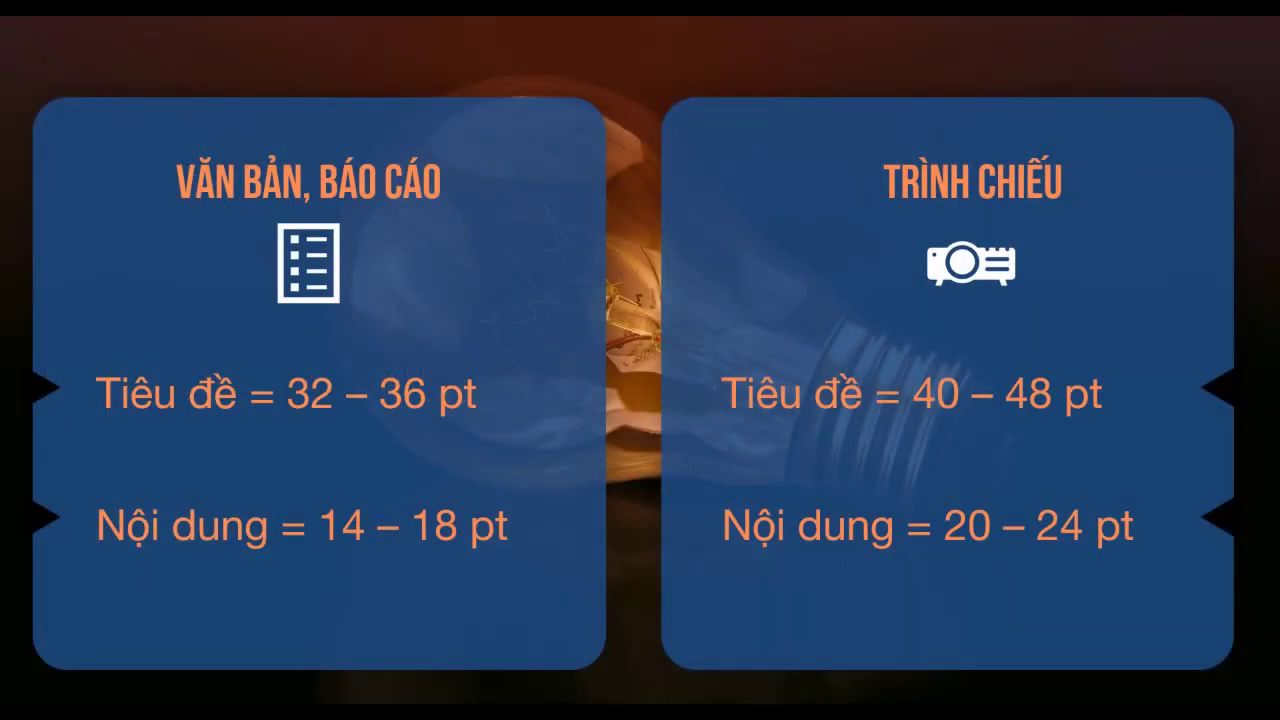 VĂN BẢN, BÁO CÁO
Tiêu đề = 32 – 36 pt
Nội dung = 14 – 18 pt
TRÌNH CHIẾU
Tiêu đề = 40 – 48 pt
Nội dung = 20 – 24 pt